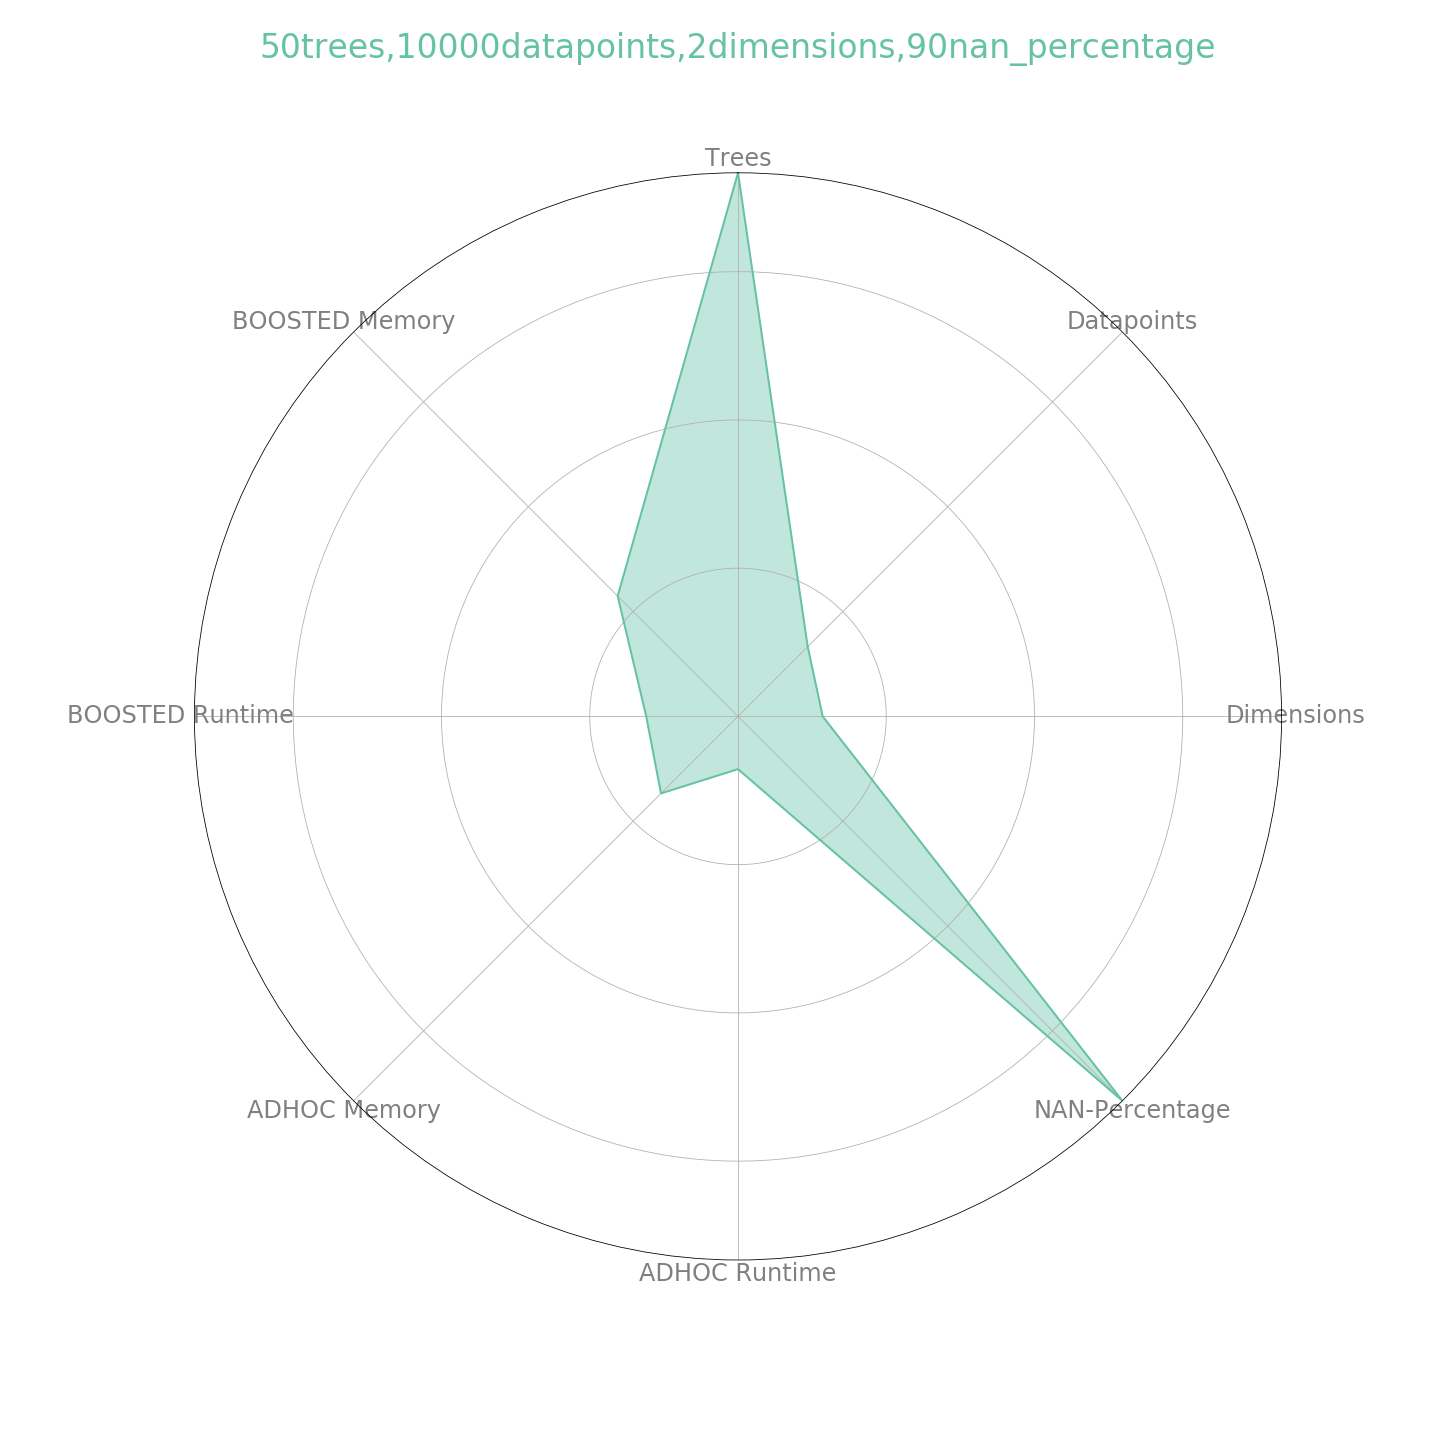 50trees,10000datapoints,2dimensions,90nan_percentage
Trees
BOOSTED Memory
Datapoints
BOOSTED Runtime
Dimensions
ADHOC Memory
NAN-Percentage
ADHOC Runtime